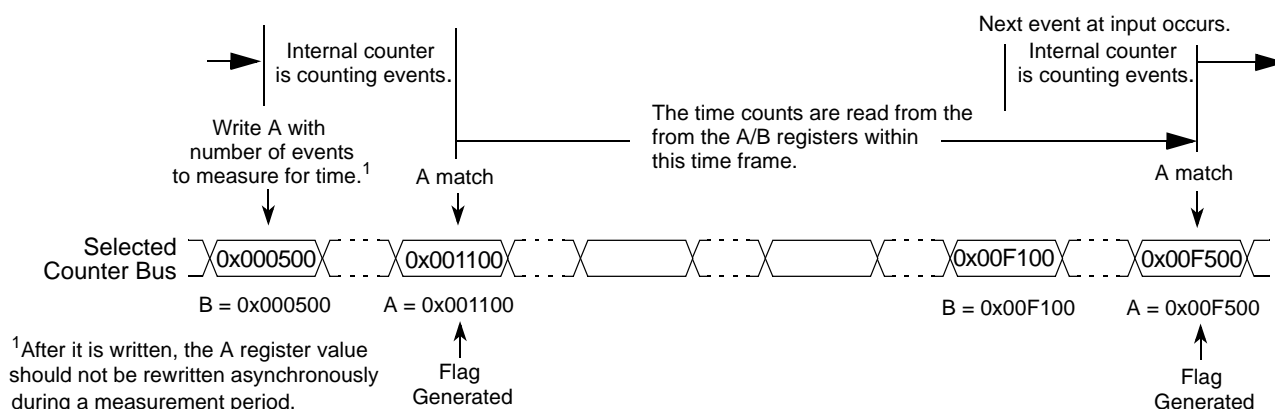 Next event at input occurs.
Internal counter
is counting events.
Internal counter
is counting events.
The time counts are read from the
from the A/B registers within
this time frame.
Write A with
number of events
to measure for time.1
A match
A match
Selected
Counter Bus
0x000500
0x001100
0x00F100
0x00F500
B = 0x000500
A = 0x001100
B = 0x00F100
A = 0x00F500
1After it is written, the A register value
should not be rewritten asynchronously
during a measurement period.
Flag
Generated
Flag
Generated